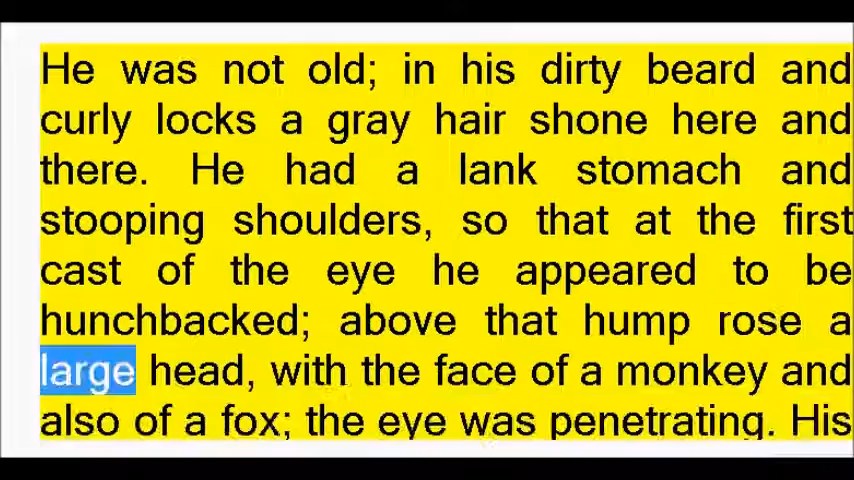 He was not old; in his dirty beard and
curly locks a gray hair shone here and
there. He had a lank stomach and
stooping shoulders, so that at the first
cast of the eye he appeared to be
hunchbacked; above that hump rose a
large head, with the face of a monkey and
also of a fox; the eye was penetrating. His